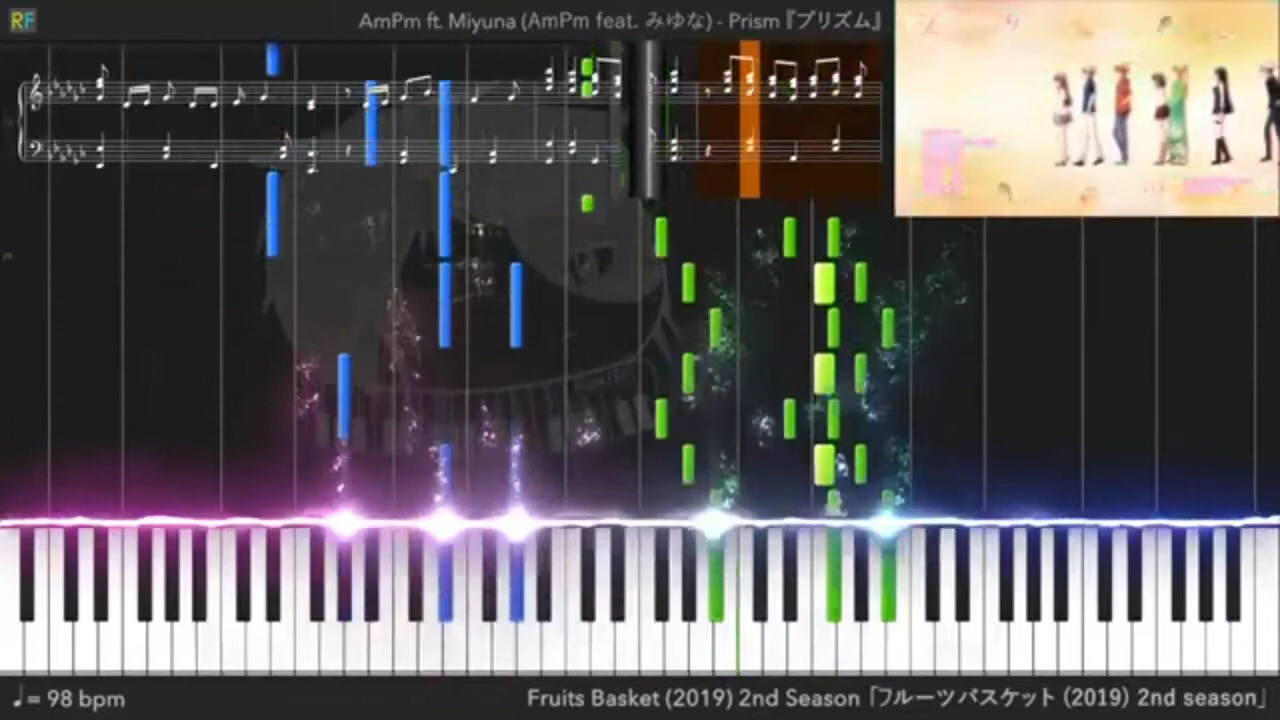 RF
AmPm ft. Miyuna (AmPm feat. みゆな) - Prism『プリズム』
♩= 98 bpm
Fruits Basket (2019) 2nd Season 「フルーツバスケット (2019) 2nd season」